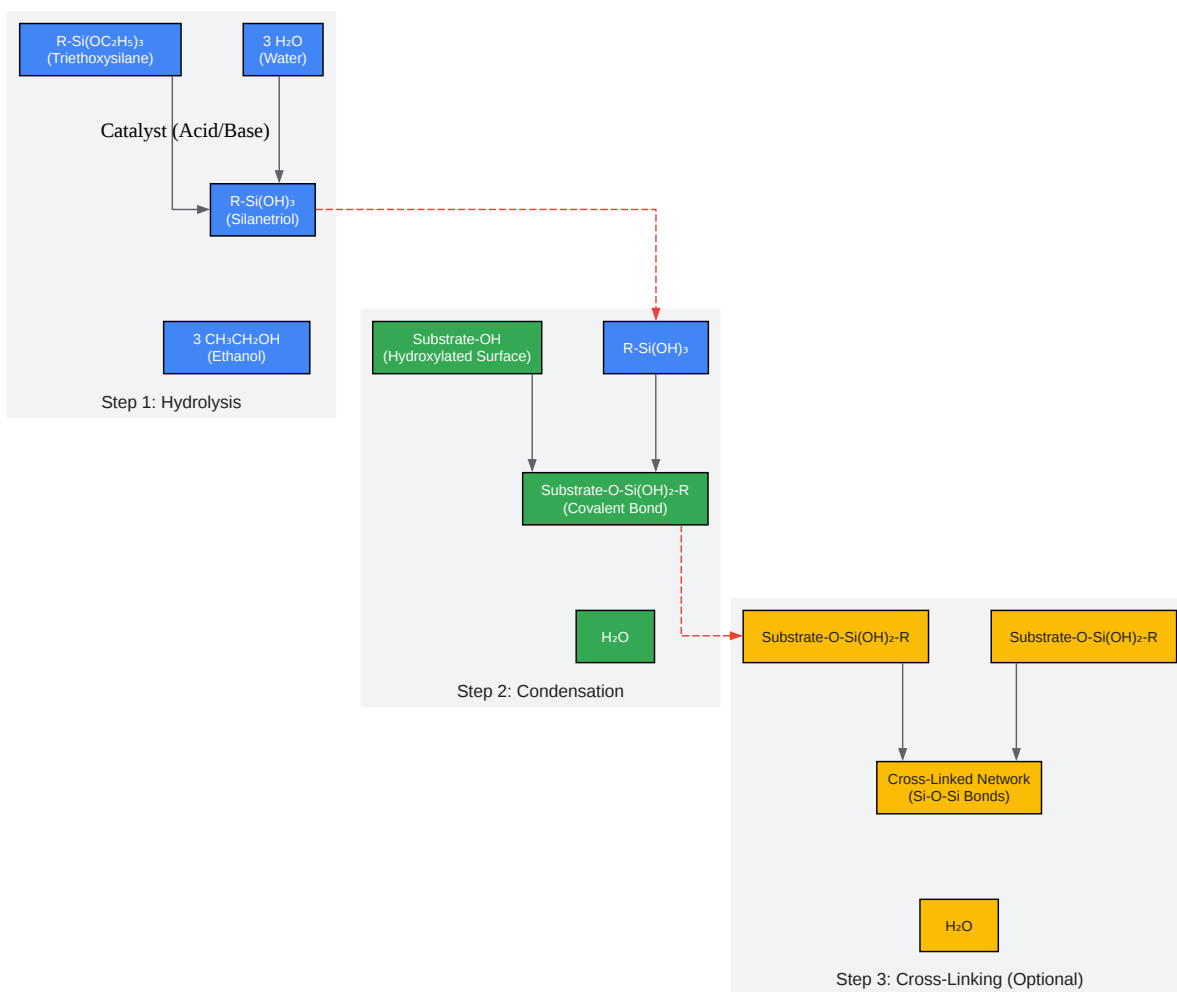 R-Si(OC₂H₅)₃
(Triethoxysilane)
3 H₂O
(Water)
Catalyst (Acid/Base)
R-Si(OH)₃
(Silanetriol)
3 CH₃CH₂OH
(Ethanol)
Step 1: Hydrolysis
Substrate-OH
(Hydroxylated Surface)
R-Si(OH)₃
Substrate-O-Si(OH)₂-R
(Covalent Bond)
H₂O
Step 2: Condensation
Substrate-O-Si(OH)₂-R
Substrate-O-Si(OH)₂-R
Cross-Linked Network
(Si-O-Si Bonds)
H₂O
Step 3: Cross-Linking (Optional)